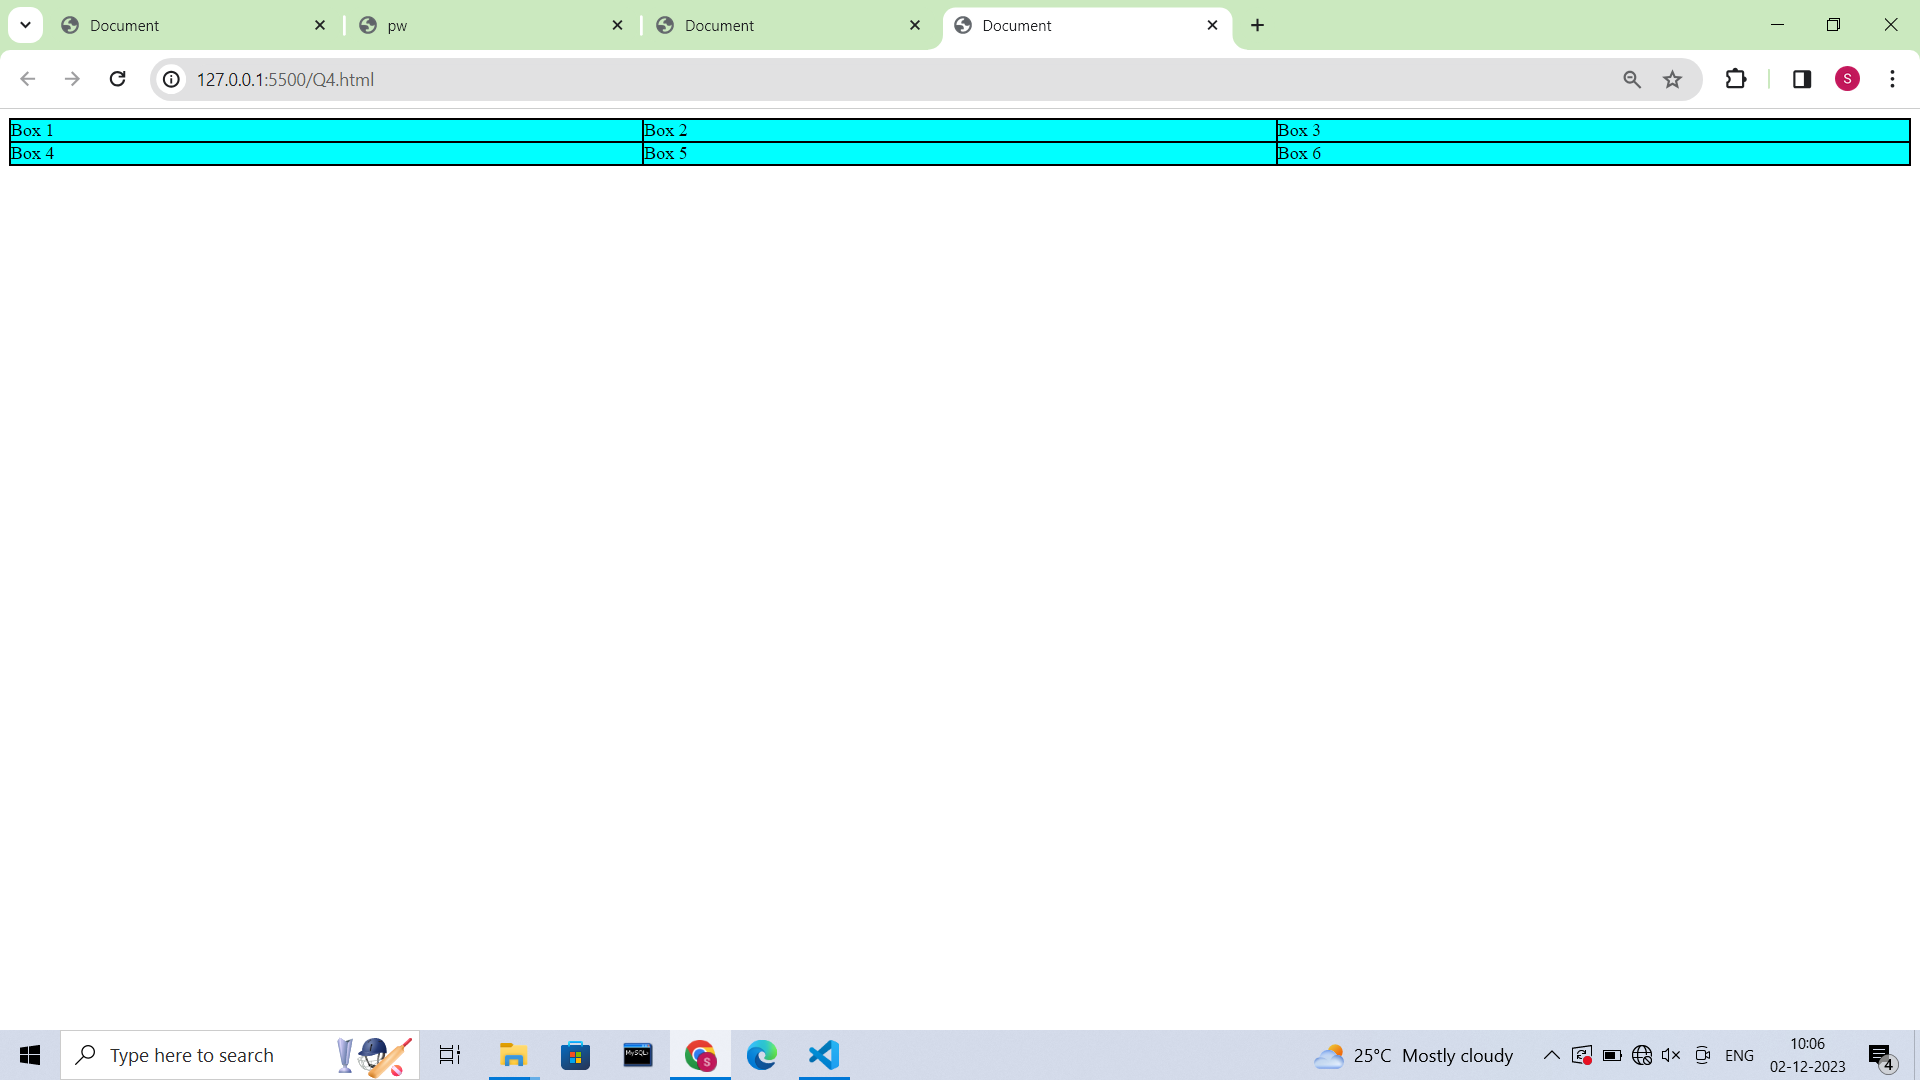 Document
pw
Document
Document
127.0.0.1:5500/Q4.html
S
Box 1
Box 2
Box 3
Box 4
Box 5
Box 6
Type here to search
MySQL
S
25°C Mostly cloudy
ENG
10:06
02-12-2023
4